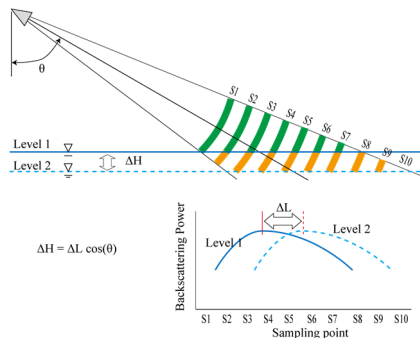 θ
S1
S2
S3
S4
S5
S6
S7
S8
S9
S10
Level 1
Level 2
ΔH
ΔL
Level 1
Level 2
ΔH = ΔL cos(θ)
Backscattering Power
S1 S2 S3 S4 S5 S6 S7 S8 S9 S10
Sampling point